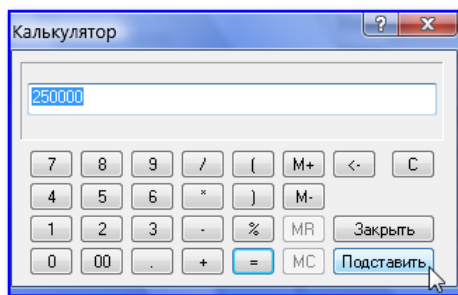 Калькулятор ? X
250000
7 8 9 / ( M+ <- C
4 5 6 * ) M-
1 2 3 - % MR Закрыть
0 00 . + = MC Подставить